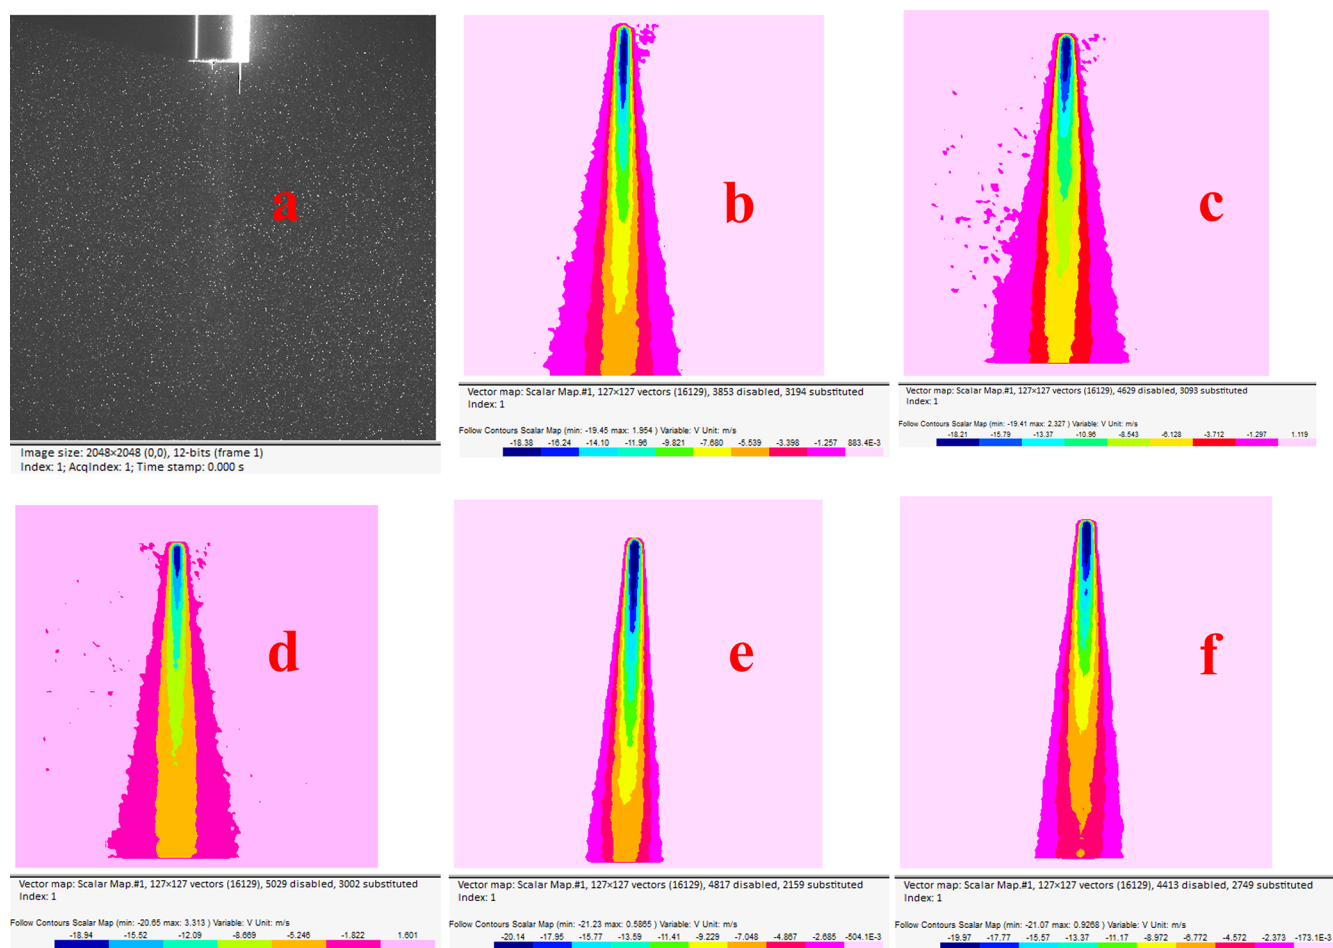 a
b
c
Image size: 2048×2048 (0,0), 12-bits (frame 1)
Index: 1; AcqIndex: 1; Time stamp: 0.000 s
Vector map: Scalar Map.#1, 127×127 vectors (16129), 3853 disabled, 3194 substituted
Index: 1
Follow Contours Scalar Map (min: -19.45 max: 1.954 ) Variable: V Unit: m/s
-18.38 -16.24 -14.10 -11.96 -9.821 -7.680 -5.539 -3.398 -1.257 883.4E-3
Vector map: Scalar Map.#1, 127×127 vectors (16129), 4629 disabled, 3093 substituted
Index: 1
Follow Contours Scalar Map (min: -19.41 max: 2.327 ) Variable: V Unit: m/s
-18.21 -15.79 -13.37 -10.96 -8.543 -6.128 -3.712 -1.297 1.119
d
e
f
Vector map: Scalar Map.#1, 127×127 vectors (16129), 5029 disabled, 3002 substituted
Index: 1
Follow Contours Scalar Map (min: -20.65 max: 3.313 ) Variable: V Unit: m/s
-18.94 -15.52 -12.09 -8.669 -5.246 -1.822 1.601
Vector map: Scalar Map.#1, 127×127 vectors (16129), 4817 disabled, 2159 substituted
Index: 1
Follow Contours Scalar Map (min: -21.23 max: 0.5865 ) Variable: V Unit: m/s
-20.14 -17.95 -15.77 -13.59 -11.41 -9.229 -7.048 -4.867 -2.685 -504.1E-3
Vector map: Scalar Map.#1, 127×127 vectors (16129), 4413 disabled, 2749 substituted
Index: 1
Follow Contours Scalar Map (min: -21.07 max: 0.9268 ) Variable: V Unit: m/s
-19.97 -17.77 -15.57 -13.37 -11.17 -8.972 -6.772 -4.572 -2.373 -173.1E-3